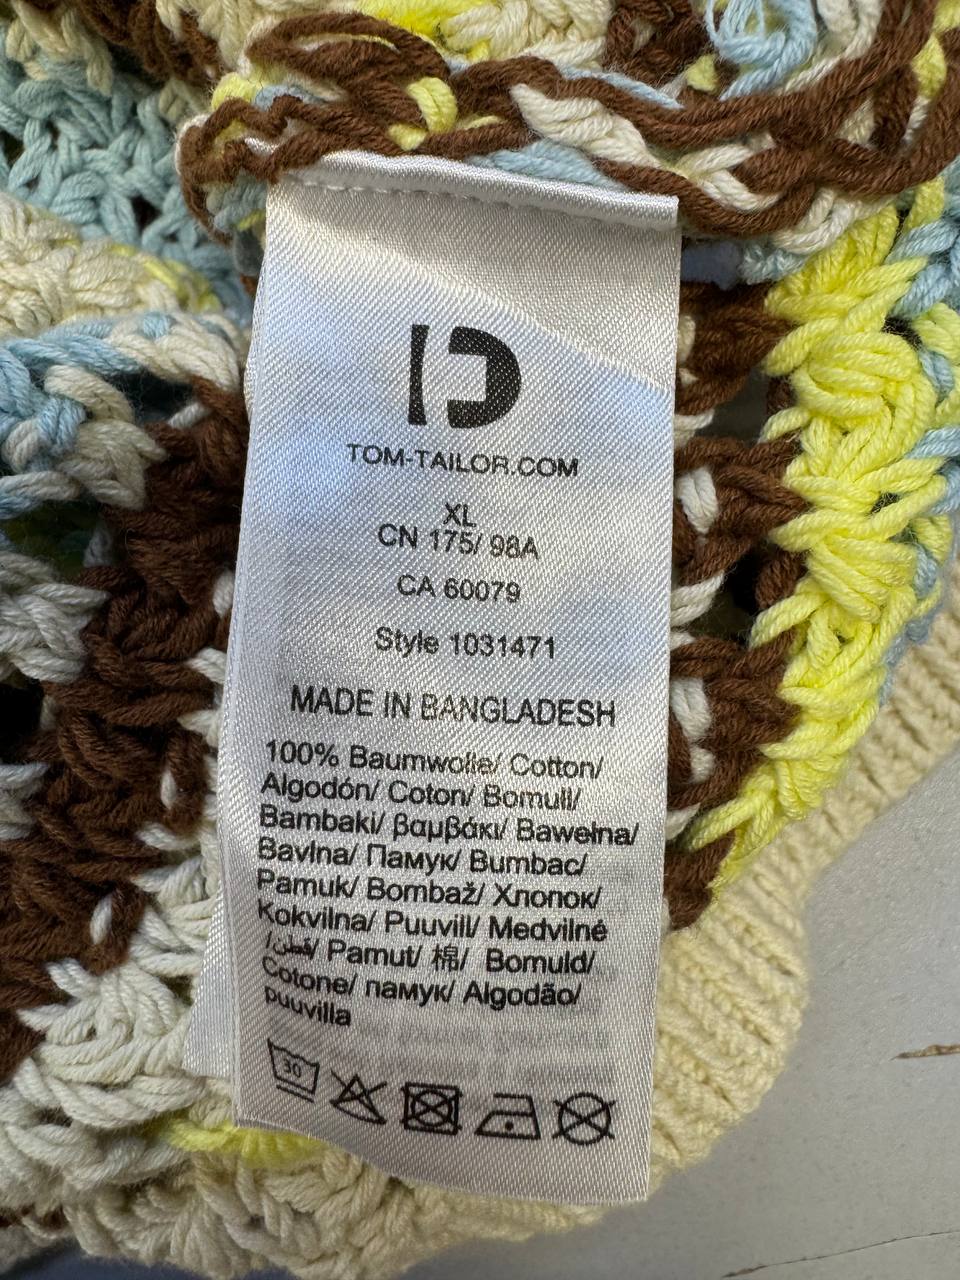 TOM-TAILOR.COM
XL
CN 175/ 98A
CA 60079
Style 1031471
MADE IN BANGLADESH
100% Baumwolle/ Cotton/
Algodón/ Coton/ Bomull/
Bambaki/ βαμβάκι/ Bawełna/
Bavlna/ Памук/ Bumbac/
Pamuk/ Bombaž/ Хлопок/
Kokvilna/ Puuvill/ Medvilné
/قطن/ Pamut/ 棉/ Bomuld/
Cotone/ памук/ Algodão/
puuvilla
30